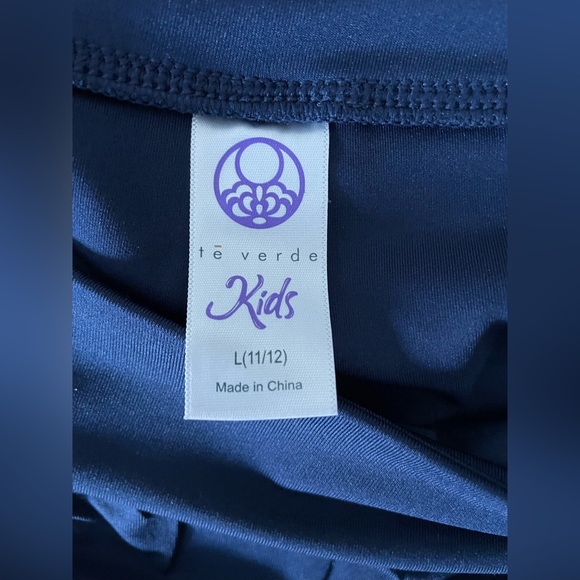 tē verde
Kids
L(11/12)
Made in China